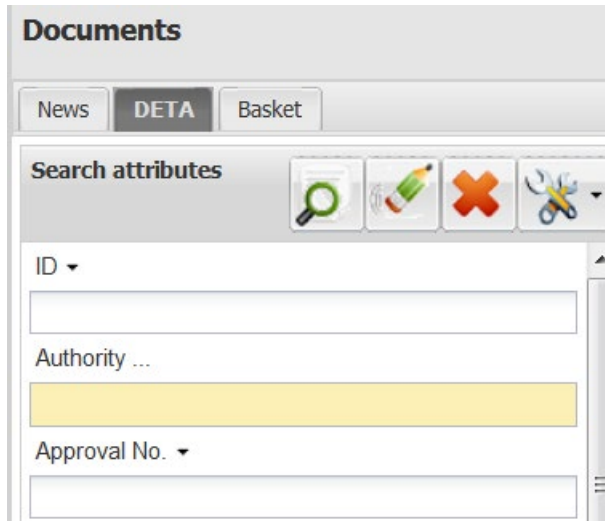 Documents
News DETA Basket
Search attributes
ID
Authority ...
Approval No.